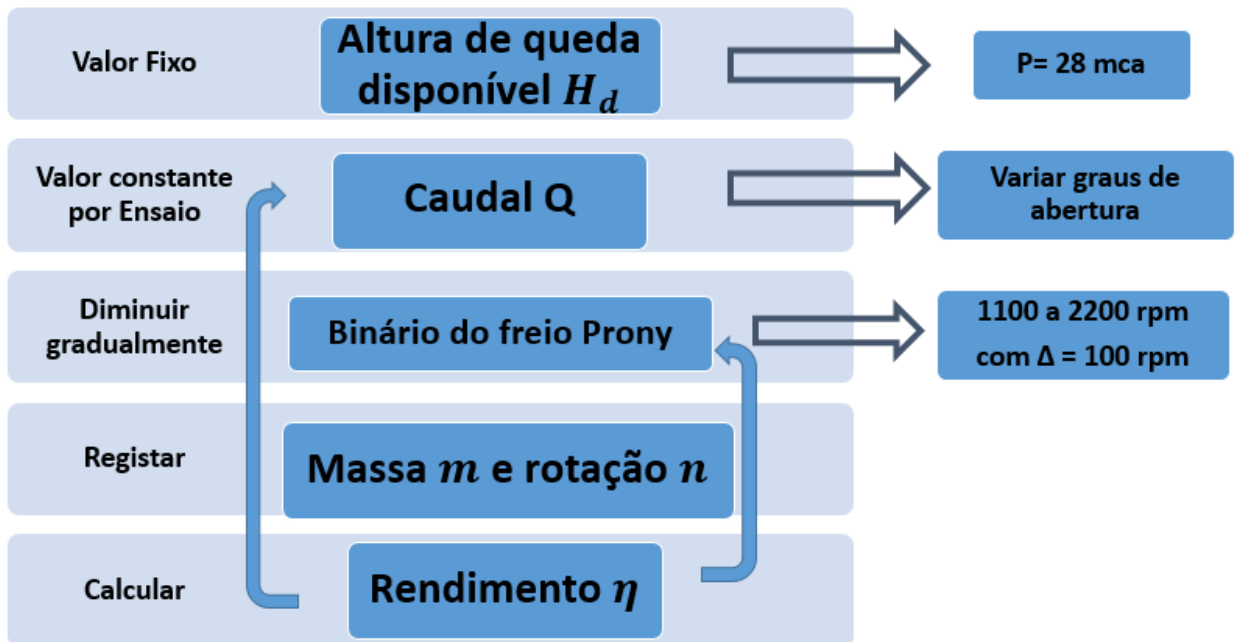 Valor Fixo
Altura de queda
disponível H_d
P= 28 mca
Valor constante
por Ensaio
Caudal Q
Variar graus de
abertura
Diminuir
gradualmente
Binário do freio Prony
1100 a 2200 rpm
com Δ = 100 rpm
Registar
Massa m e rotação n
Calcular
Rendimento η